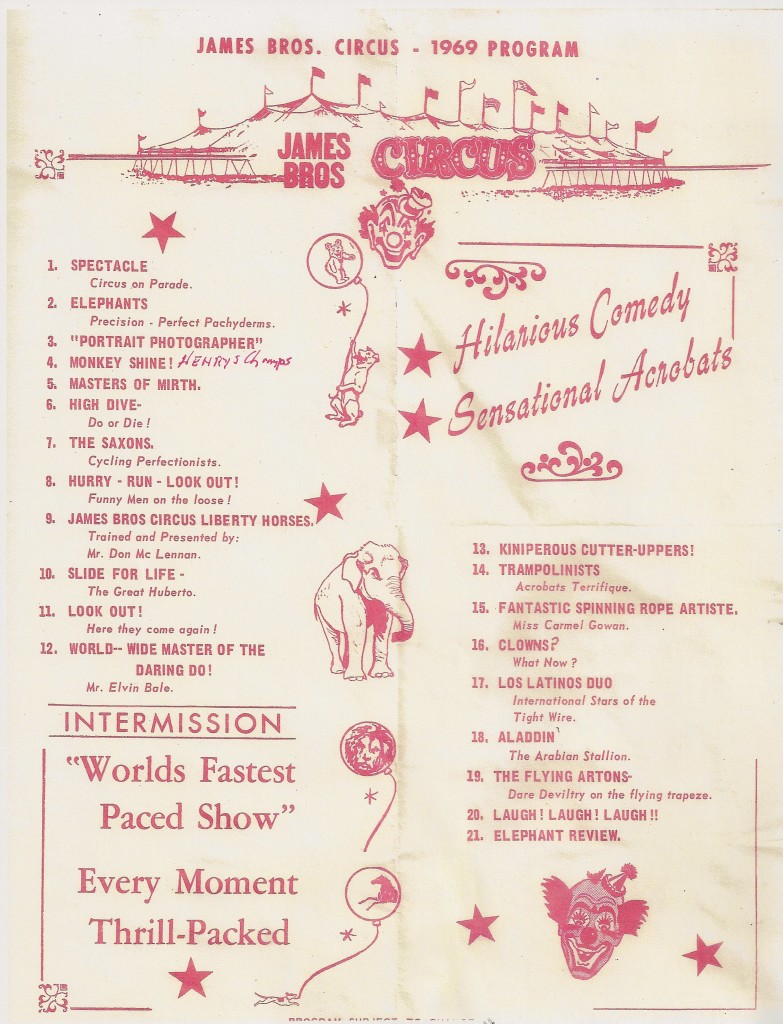 JAMES BROS. CIRCUS - 1969 PROGRAM
JAMES
BROS
CIRCUS
1. SPECTACLE
Circus on Parade.
2. ELEPHANTS
Precision - Perfect Pachyderms.
3. "PORTRAIT PHOTOGRAPHER"
4. MONKEY SHINE! HENRYS Chimps
5. MASTERS OF MIRTH.
6. HIGH DIVE-
Do or Die!
7. THE SAXONS.
Cycling Perfectionists.
8. HURRY - RUN - LOOK OUT!
Funny Men on the loose!
9. JAMES BROS CIRCUS LIBERTY HORSES.
Trained and Presented by:
Mr. Don Mc Lennan.
10. SLIDE FOR LIFE -
The Great Huberto.
11. LOOK OUT!
Here they come again!
12. WORLD-- WIDE MASTER OF THE
DARING DO!
Mr. Elvin Bale.
INTERMISSION
"Worlds Fastest
Paced Show"
Every Moment
Thrill-Packed
Hilarious Comedy
Sensational Acrobats
13. KINIPEROUS CUTTER-UPPERS!
14. TRAMPOLINISTS
Acrobats Terrifique.
15. FANTASTIC SPINNING ROPE ARTISTE.
Miss Carmel Gowan.
16. CLOWNS?
What Now?
17. LOS LATINOS DUO
International Stars of the
Tight Wire.
18. ALADDIN'
The Arabian Stallion.
19. THE FLYING ARTONS-
Dare Deviltry on the flying trapeze.
20. LAUGH! LAUGH! LAUGH!!
21. ELEPHANT REVIEW.
PROGRAM SUBJECT TO CHANGE